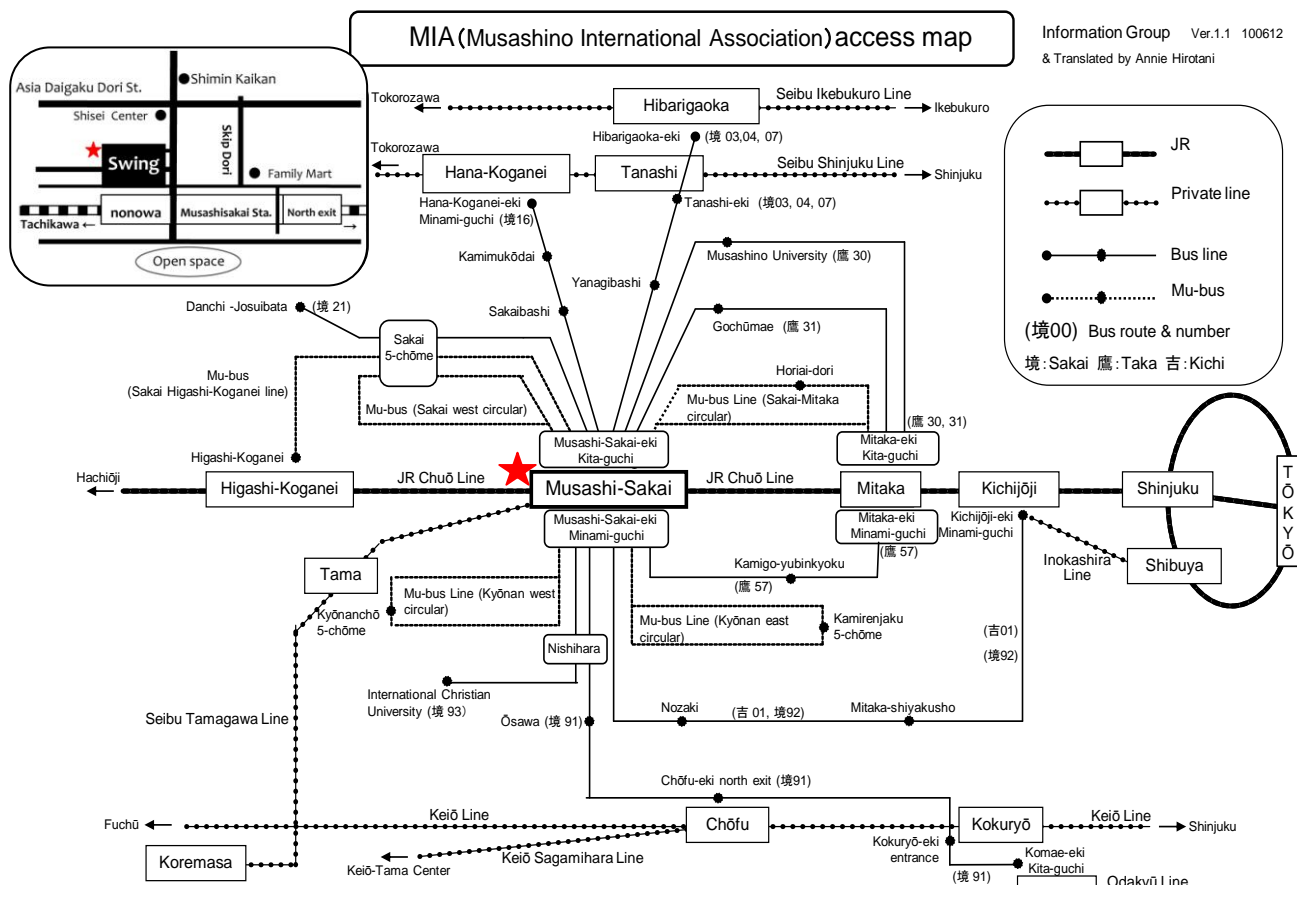 MIA(Musashino International Association)access map
Information Group Ver.1.1 100612
& Translated by Annie Hirotani
Shimin Kaikan
Asia Daigaku Dori St.
Shisei Center
Skip Dori
Swing
Family Mart
nonowa
Musashisakai Sta.
North exit
Tachikawa ←
→
Open space
Tokorozawa
Hibarigaoka
Seibu Ikebukuro Line
Ikebukuro
Hibarigaoka-eki
(境 03,04, 07)
Tokorozawa
Hana-Koganei
Tanashi
Seibu Shinjuku Line
Shinjuku
Hana-Koganei-eki
Minami-guchi (境16)
Tanashi-eki
(境03, 04, 07)
JR
Private line
Bus line
Mu-bus
(境00) Bus route & number
境:Sakai 鷹:Taka 吉:Kichi
Kamimukōdai
Musashino University (鷹 30)
Yanagibashi
Danchi -Josuibata
(境 21)
Sakaibashi
Gochūmae (鷹 31)
Sakai
5-chōme
Mu-bus
(Sakai Higashi-Koganei line)
Horiai-dori
Mu-bus (Sakai west circular)
Mu-bus Line (Sakai-Mitaka
circular)
(鷹 30, 31)
Musashi-Sakai-eki
Kita-guchi
Mitaka-eki
Kita-guchi
Higashi-Koganei
Hachiōji
Higashi-Koganei
JR Chuō Line
Musashi-Sakai
JR Chuō Line
Mitaka
Kichijōji
Shinjuku
TŌKYŌ
Musashi-Sakai-eki
Minami-guchi
Mitaka-eki
Minami-guchi
Kichijōji-eki
Minami-guchi
(鷹 57)
Tama
Kamigo-yubinkyoku
(鷹 57)
Inokashira
Line
Shibuya
Mu-bus Line (Kyōnan west
circular)
Kyōnanchō
5-chōme
Mu-bus Line (Kyōnan east
circular)
Kamirenjaku
5-chōme
(吉01)
(境92)
Nishihara
International Christian
University (境 93)
Seibu Tamagawa Line
Ōsawa (境 91)
Nozaki
(吉 01, 境92)
Mitaka-shiyakusho
Chōfu-eki north exit (境91)
Fuchū
Keiō Line
Chōfu
Kokuryō
Keiō Line
Shinjuku
Koremasa
Keiō-Tama Center
Keiō Sagamihara Line
Kokuryō-eki
entrance
Komae-eki
Kita-guchi
(境 91)
Odakyū Line